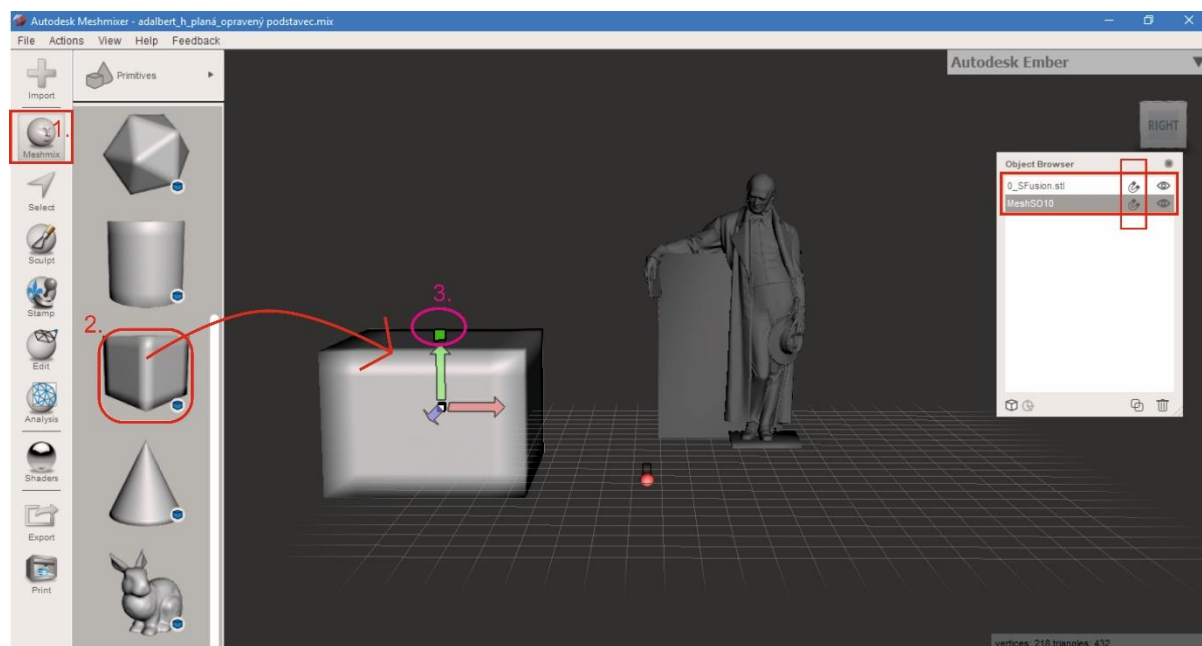 Autodesk Meshmixer - adalbert_h_planá_opravený podstavec.mix
File Actions View Help Feedback
Import
Primitives
Autodesk Ember
1.
Meshmix
RIGHT
Object Browser
0_SFusion.stl
MeshSO10
Select
Sculpt
Stamp
2.
3.
Edit
Analysis
Shaders
Export
Print
vertices: 218 triangles: 432